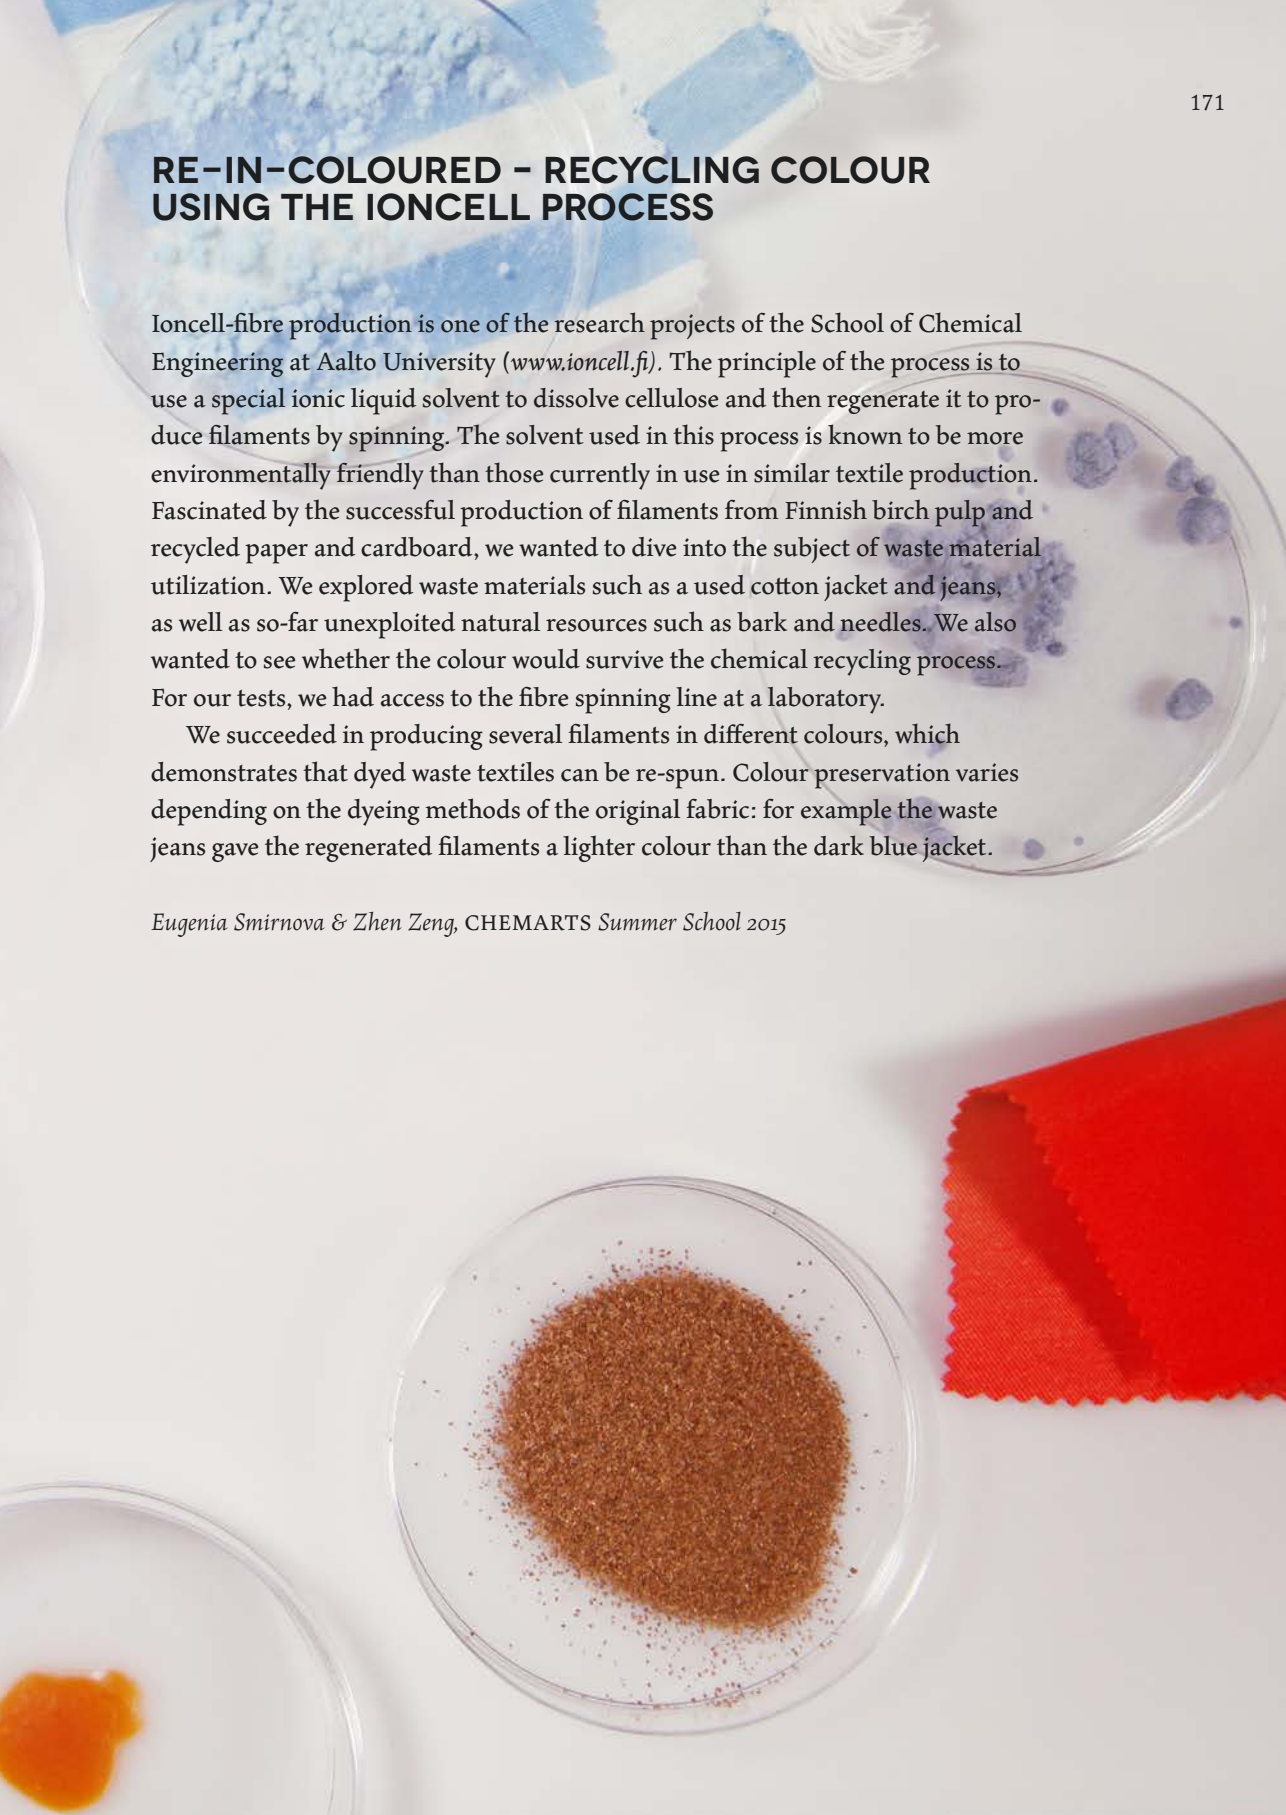 171
RE-IN-COLOURED - RECYCLING COLOUR
USING THE IONCELL PROCESS
Ioncell-fibre production is one of the research projects of the School of Chemical
Engineering at Aalto University (www.ioncell.fi). The principle of the process is to
use a special ionic liquid solvent to dissolve cellulose and then regenerate it to pro-
duce filaments by spinning. The solvent used in this process is known to be more
environmentally friendly than those currently in use in similar textile production.
Fascinated by the successful production of filaments from Finnish birch pulp and
recycled paper and cardboard, we wanted to dive into the subject of waste material
utilization. We explored waste materials such as a used cotton jacket and jeans,
as well as so-far unexploited natural resources such as bark and needles. We also
wanted to see whether the colour would survive the chemical recycling process.
For our tests, we had access to the fibre spinning line at a laboratory.
We succeeded in producing several filaments in different colours, which
demonstrates that dyed waste textiles can be re-spun. Colour preservation varies
depending on the dyeing methods of the original fabric: for example the waste
jeans gave the regenerated filaments a lighter colour than the dark blue jacket.
Eugenia Smirnova & Zhen Zeng, CHEMARTS Summer School 2015